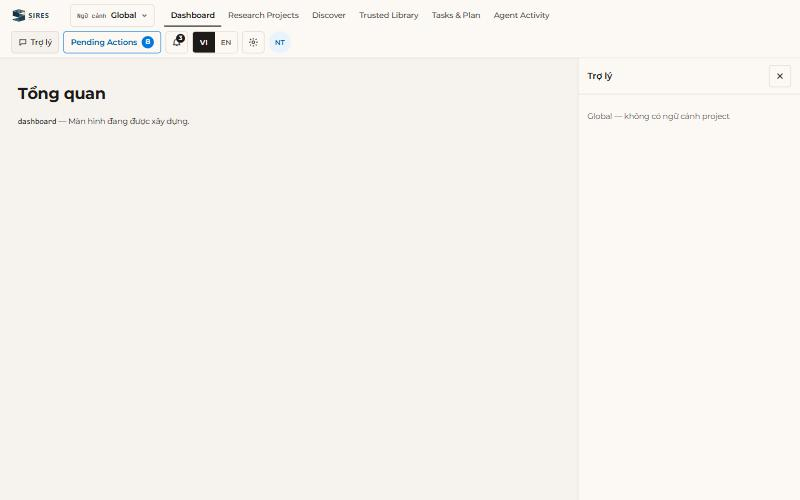 SIRES
Ngữ cảnh Global
Dashboard
Research Projects
Discover
Trusted Library
Tasks & Plan
Agent Activity
Trợ lý
Pending Actions 8
3
VI
EN
NT
Tổng quan
dashboard — Màn hình đang được xây dựng.
Trợ lý
Global — không có ngữ cảnh project